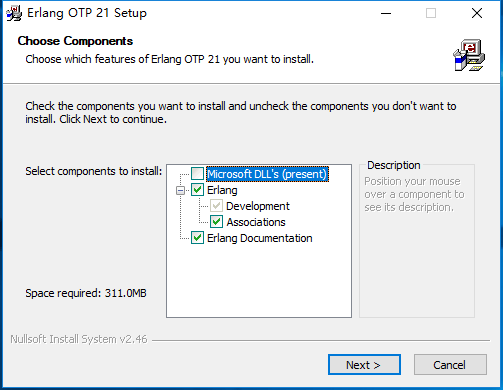 Erlang OTP 21 Setup
Choose Components
Choose which features of Erlang OTP 21 you want to install.
Check the components you want to install and uncheck the components you don't want to
install. Click Next to continue.
Select components to install:
Microsoft DLL's (present)
Erlang
Development
Associations
Erlang Documentation
Description
Position your mouse
over a component to
see its description.
Space required: 311.0MB
Nullsoft Install System v2.46
Next >
Cancel